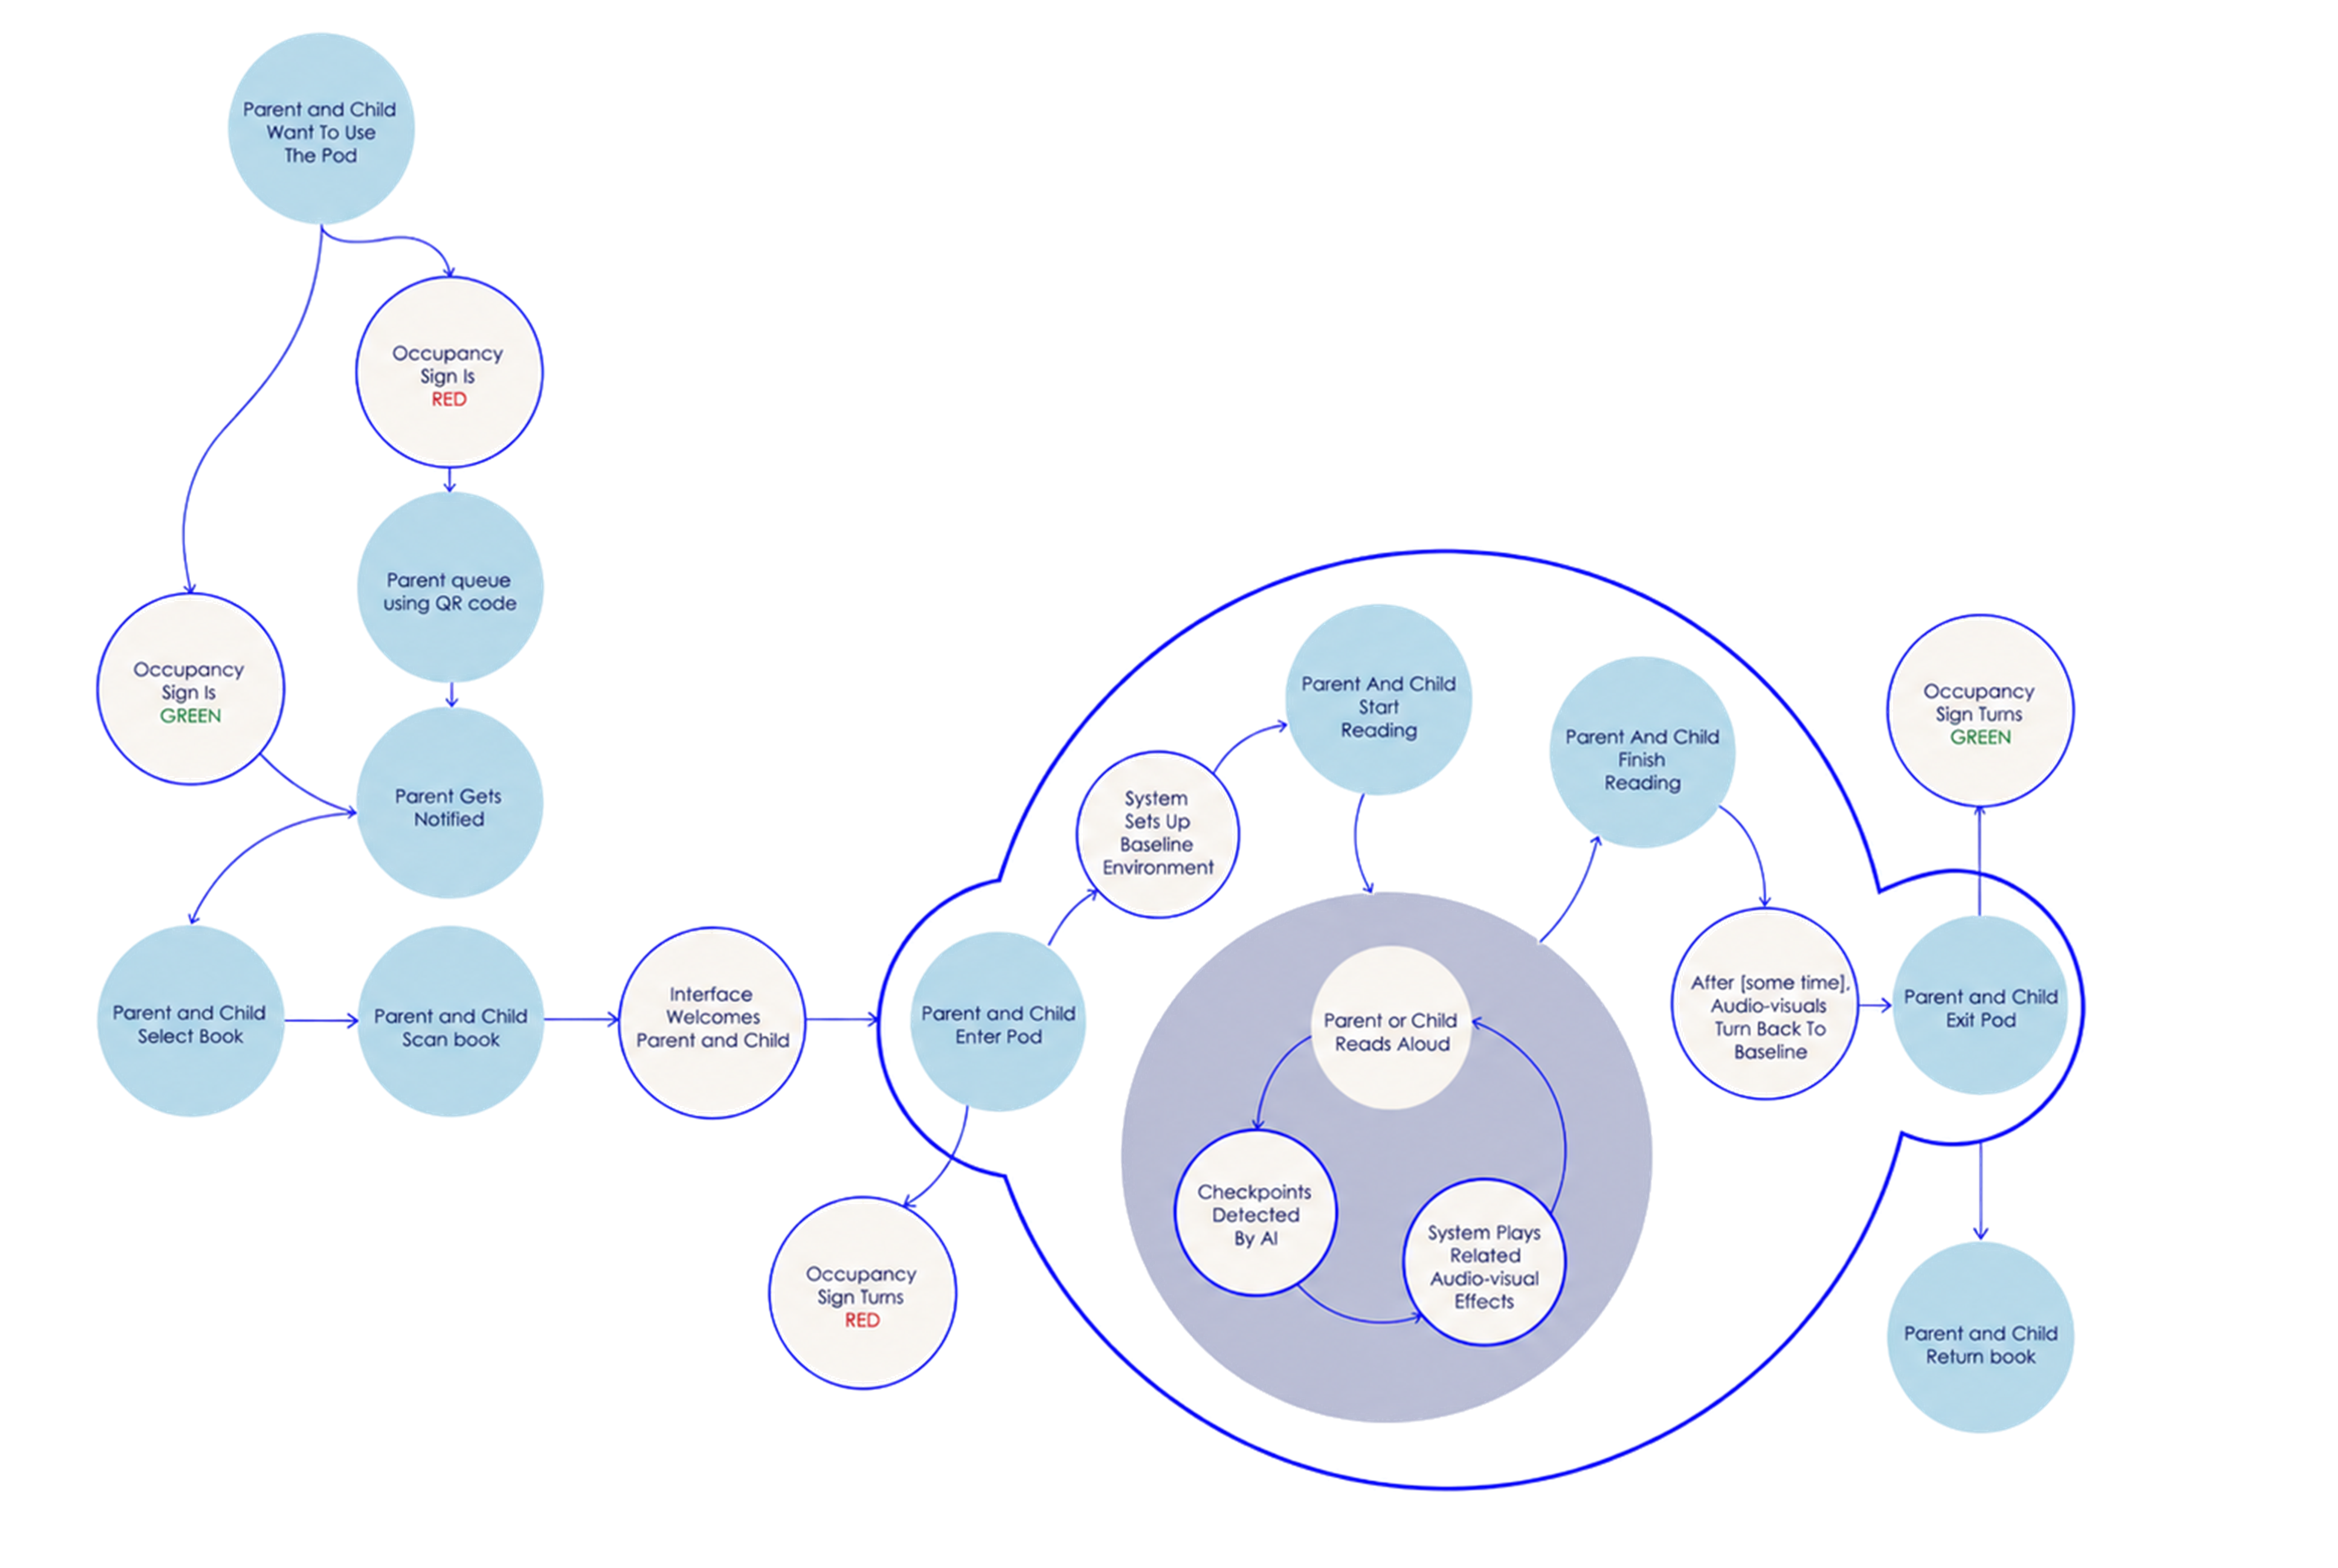 Parent and Child
Want To Use
The Pod
Occupancy
Sign Is
RED
Parent queue
using QR code
Occupancy
Sign Is
GREEN
Parent Gets
Notified
Parent and Child
Select Book
Parent and Child
Scan book
Interface
Welcomes
Parent and Child
Parent and Child
Enter Pod
Occupancy
Sign Turns
RED
System
Sets Up
Baseline
Environment
Parent And Child
Start
Reading
Parent or Child
Reads Aloud
Checkpoints
Detected
By AI
System Plays
Related
Audio-visual
Effects
Parent And Child
Finish
Reading
After [some time],
Audio-visuals
Turn Back To
Baseline
Parent and Child
Exit Pod
Occupancy
Sign Turns
GREEN
Parent and Child
Return book